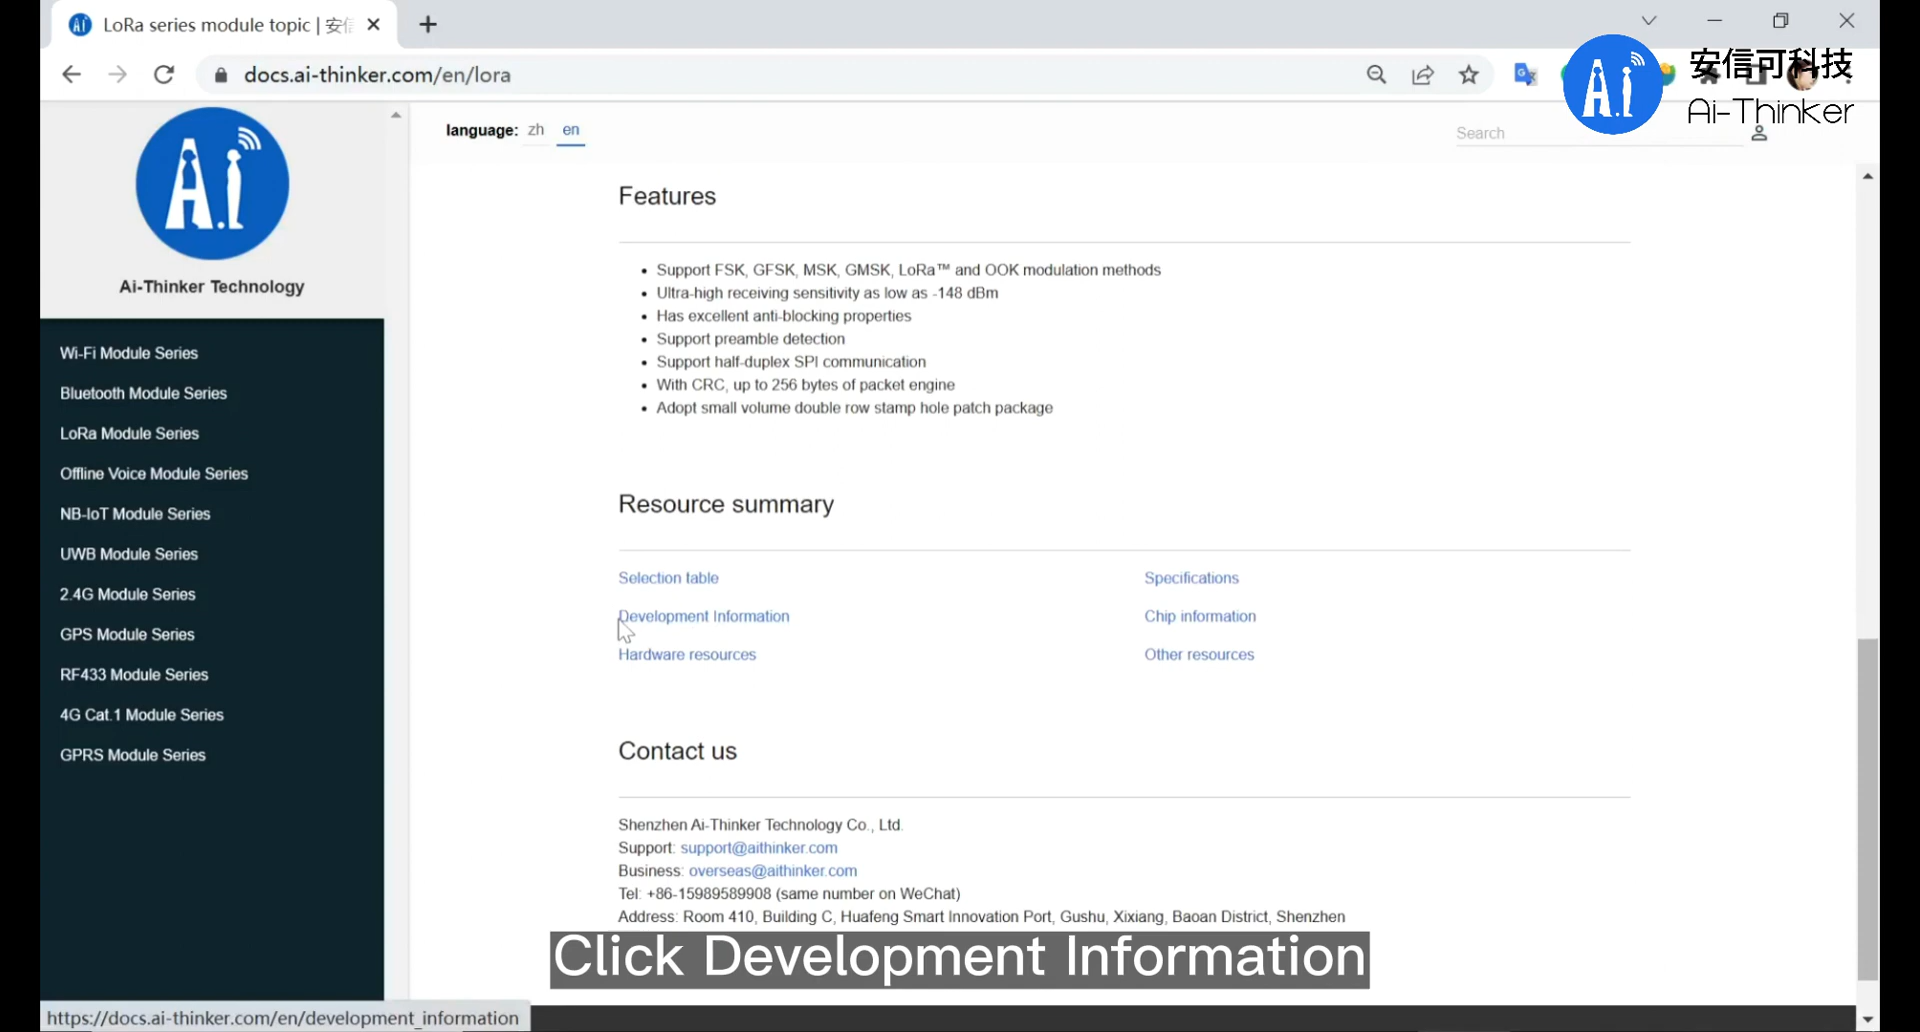 LoRa series module topic | 安信
docs.ai-thinker.com/en/lora
安信可科技
Ai-Thinker
Ai-Thinker Technology
Wi-Fi Module Series
Bluetooth Module Series
LoRa Module Series
Offline Voice Module Series
NB-IoT Module Series
UWB Module Series
2.4G Module Series
GPS Module Series
RF433 Module Series
4G Cat.1 Module Series
GPRS Module Series
language: zh en
Search
Features
Support FSK, GFSK, MSK, GMSK, LoRa™ and OOK modulation methods
Ultra-high receiving sensitivity as low as -148 dBm
Has excellent anti-blocking properties
Support preamble detection
Support half-duplex SPI communication
With CRC, up to 256 bytes of packet engine
Adopt small volume double row stamp hole patch package
Resource summary
Selection table Specifications
Development Information Chip information
Hardware resources Other resources
Contact us
Shenzhen Ai-Thinker Technology Co., Ltd.
Support: support@aithinker.com
Business: overseas@aithinker.com
Tel: +86-15989589908 (same number on WeChat)
Address: Room 410, Building C, Huafeng Smart Innovation Port, Gushu, Xixiang, Baoan District, Shenzhen
Click Development Information
https://docs.ai-thinker.com/en/development_information